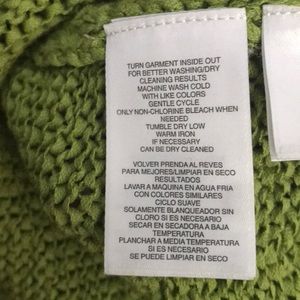 TURN GARMENT INSIDE OUT
FOR BETTER WASHING/DRY
CLEANING RESULTS
MACHINE WASH COLD
WITH LIKE COLORS
GENTLE CYCLE
ONLY NON-CHLORINE BLEACH WHEN
NEEDED
TUMBLE DRY LOW
WARM IRON
IF NECESSARY
CAN BE DRY CLEANED
VOLVER PRENDA AL REVES
PARA MEJORES/LIMPIAR EN SECO
RESULTADOS
LAVAR A MAQUINA EN AGUA FRIA
CON COLORES SIMILARES
CICLO SUAVE
SOLAMENTE BLANQUEADOR SIN
CLORO SI ES NECESARIO
SECAR EN SECADORA A BAJA
TEMPERATURA
PLANCHAR A MEDIA TEMPERATURA
SI ES NECESARIO
SE PUEDE LIMPIAR EN SECO